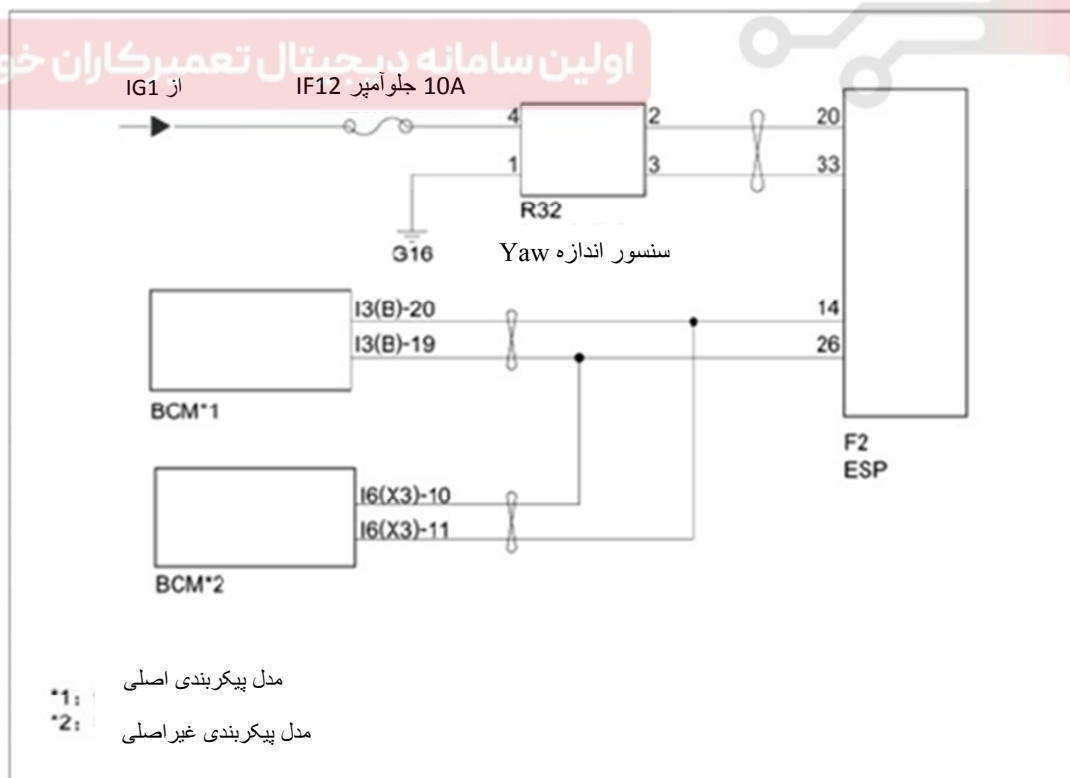 اولین سامانه دیجیتال تعمیرکاران
از IG1
IF12 جلوآمپر 10A
4
2
20
1
3
33
R32
G16
سنسور اندازه Yaw
I3(B)-20
14
I3(B)-19
26
BCM*1
F2
ESP
I6(X3)-10
I6(X3)-11
BCM*2
*1: مدل پیکربندی اصلی
*2: مدل پیکربندی غیراصلی